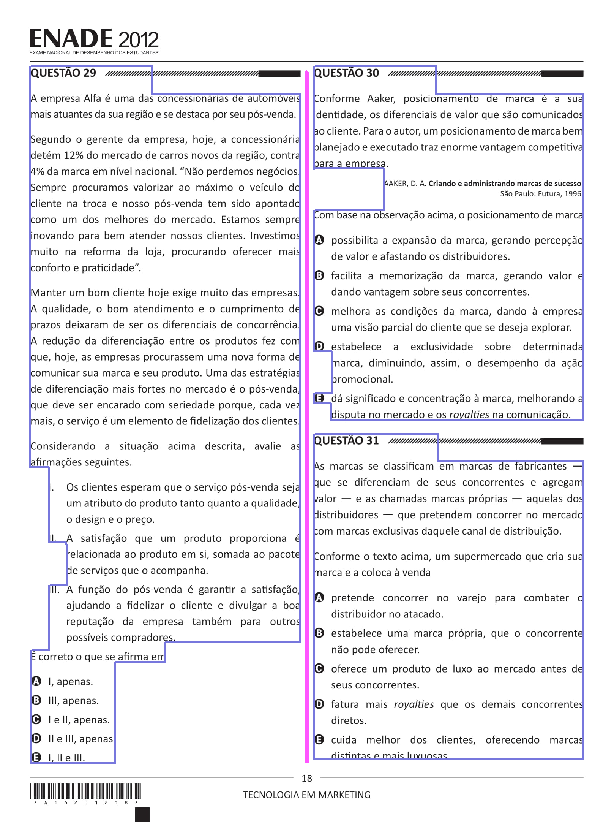 ENADE 2012
EXAME NACIONAL DE DESEMPENHO DOS ESTUDANTES
QUESTÃO 29
A empresa Alfa é uma das concessionárias de automóveis
mais atuantes da sua região e se destaca por seu pós-venda.
Segundo o gerente da empresa, hoje, a concessionária
detém 12% do mercado de carros novos da região, contra
4% da marca em nível nacional. “Não perdemos negócios.
Sempre procuramos valorizar ao máximo o veículo do
cliente na troca e nosso pós-venda tem sido apontado
como um dos melhores do mercado. Estamos sempre
inovando para bem atender nossos clientes. Investimos
muito na reforma da loja, procurando oferecer mais
conforto e praticidade”.
Manter um bom cliente hoje exige muito das empresas.
A qualidade, o bom atendimento e o cumprimento de
prazos deixaram de ser os diferenciais de concorrência.
A redução da diferenciação entre os produtos fez com
que, hoje, as empresas procurassem uma nova forma de
comunicar sua marca e seu produto. Uma das estratégias
de diferenciação mais fortes no mercado é o pós-venda,
que deve ser encarado com seriedade porque, cada vez
mais, o serviço é um elemento de fidelização dos clientes.
Considerando a situação acima descrita, avalie as
afirmações seguintes.
I. Os clientes esperam que o serviço pós-venda seja
um atributo do produto tanto quanto a qualidade,
o design e o preço.
II. A satisfação que um produto proporciona é
relacionada ao produto em si, somada ao pacote
de serviços que o acompanha.
III. A função do pós-venda é garantir a satisfação,
ajudando a fidelizar o cliente e divulgar a boa
reputação da empresa também para outros
possíveis compradores.
É correto o que se afirma em
A I, apenas.
B III, apenas.
C I e II, apenas.
D II e III, apenas.
E I, II e III.
QUESTÃO 30
Conforme Aaker, posicionamento de marca é a sua
identidade, os diferenciais de valor que são comunicados
ao cliente. Para o autor, um posicionamento de marca bem
planejado e executado traz enorme vantagem competitiva
para a empresa.
AAKER, D. A. Criando e administrando marcas de sucesso.
São Paulo: Futura, 1996.
Com base na observação acima, o posicionamento de marca
A possibilita a expansão da marca, gerando percepção
de valor e afastando os distribuidores.
B facilita a memorização da marca, gerando valor e
dando vantagem sobre seus concorrentes.
C melhora as condições da marca, dando à empresa
uma visão parcial do cliente que se deseja explorar.
D estabelece a exclusividade sobre determinada
marca, diminuindo, assim, o desempenho da ação
promocional.
E dá significado e concentração à marca, melhorando a
disputa no mercado e os royalties na comunicação.
QUESTÃO 31
As marcas se classificam em marcas de fabricantes —
que se diferenciam de seus concorrentes e agregam
valor — e as chamadas marcas próprias — aquelas dos
distribuidores — que pretendem concorrer no mercado
com marcas exclusivas daquele canal de distribuição.
Conforme o texto acima, um supermercado que cria sua
marca e a coloca à venda
A pretende concorrer no varejo para combater o
distribuidor no atacado.
B estabelece uma marca própria, que o concorrente
não pode oferecer.
C oferece um produto de luxo ao mercado antes de
seus concorrentes.
D fatura mais royalties que os demais concorrentes
diretos.
E cuida melhor dos clientes, oferecendo marcas
distintas e mais luxuosas.
18
TECNOLOGIA EM MARKETING